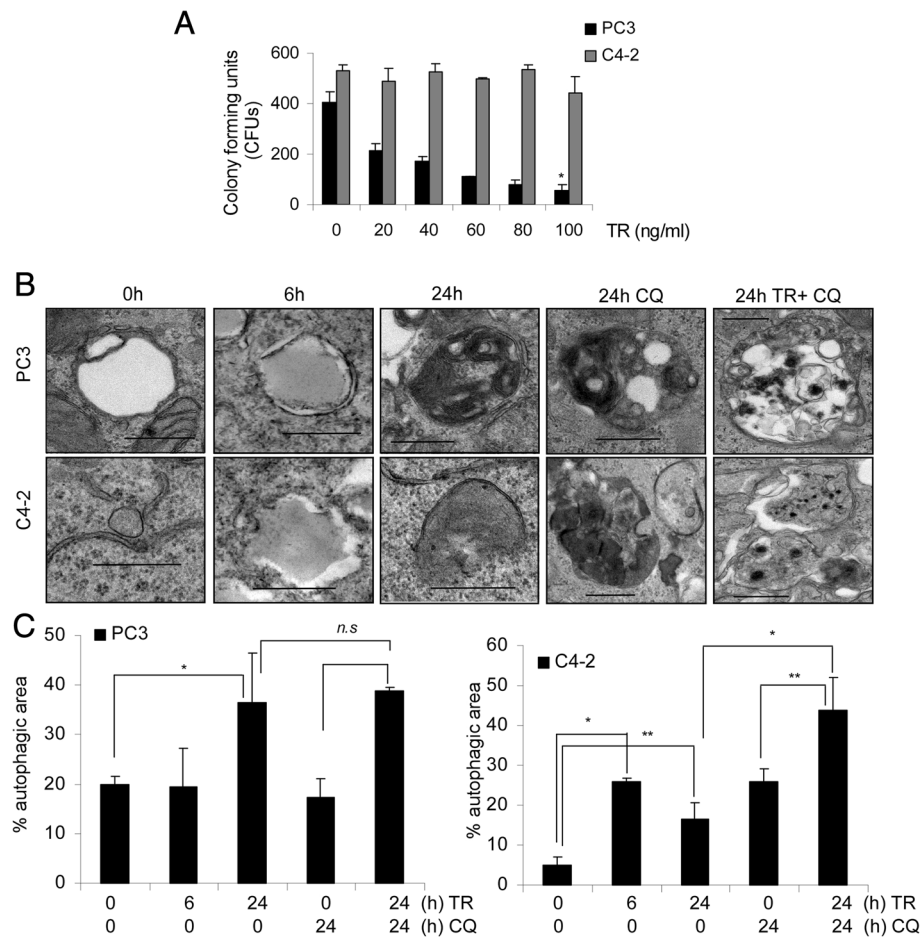 A
PC3
C4-2
Colony forming units
(CFUs)
600
400
200
0
*
0 20 40 60 80 100 TR (ng/ml)
B
0h 6h 24h 24h CQ 24h TR+ CQ
PC3
C4-2
C
PC3
% autophagic area
50
40
30
20
10
0
*
n.s
0 6 24 0 24 (h) TR
0 0 0 24 24 (h) CQ
C4-2
% autophagic area
60
50
40
30
20
10
0
*
**
**
*
0 6 24 0 24 (h) TR
0 0 0 24 24 (h) CQ